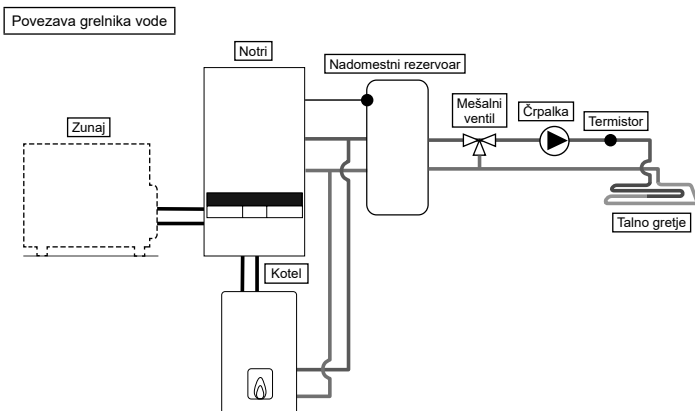 Povezava grelnika vode
Notri
Nadomestni rezervoar
Mešalni
ventil
Črpalka
Termistor
Zunaj
Talno gretje
Kotel